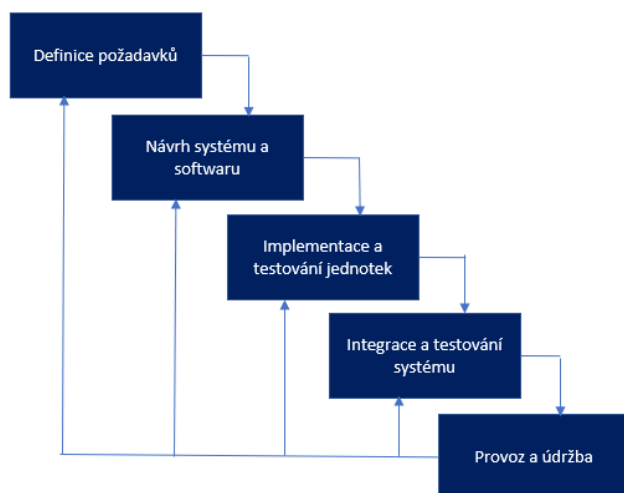 Definice požadavků
Návrh systému a
softwaru
Implementace a
testování jednotek
Integrace a testování
systému
Provoz a údržba